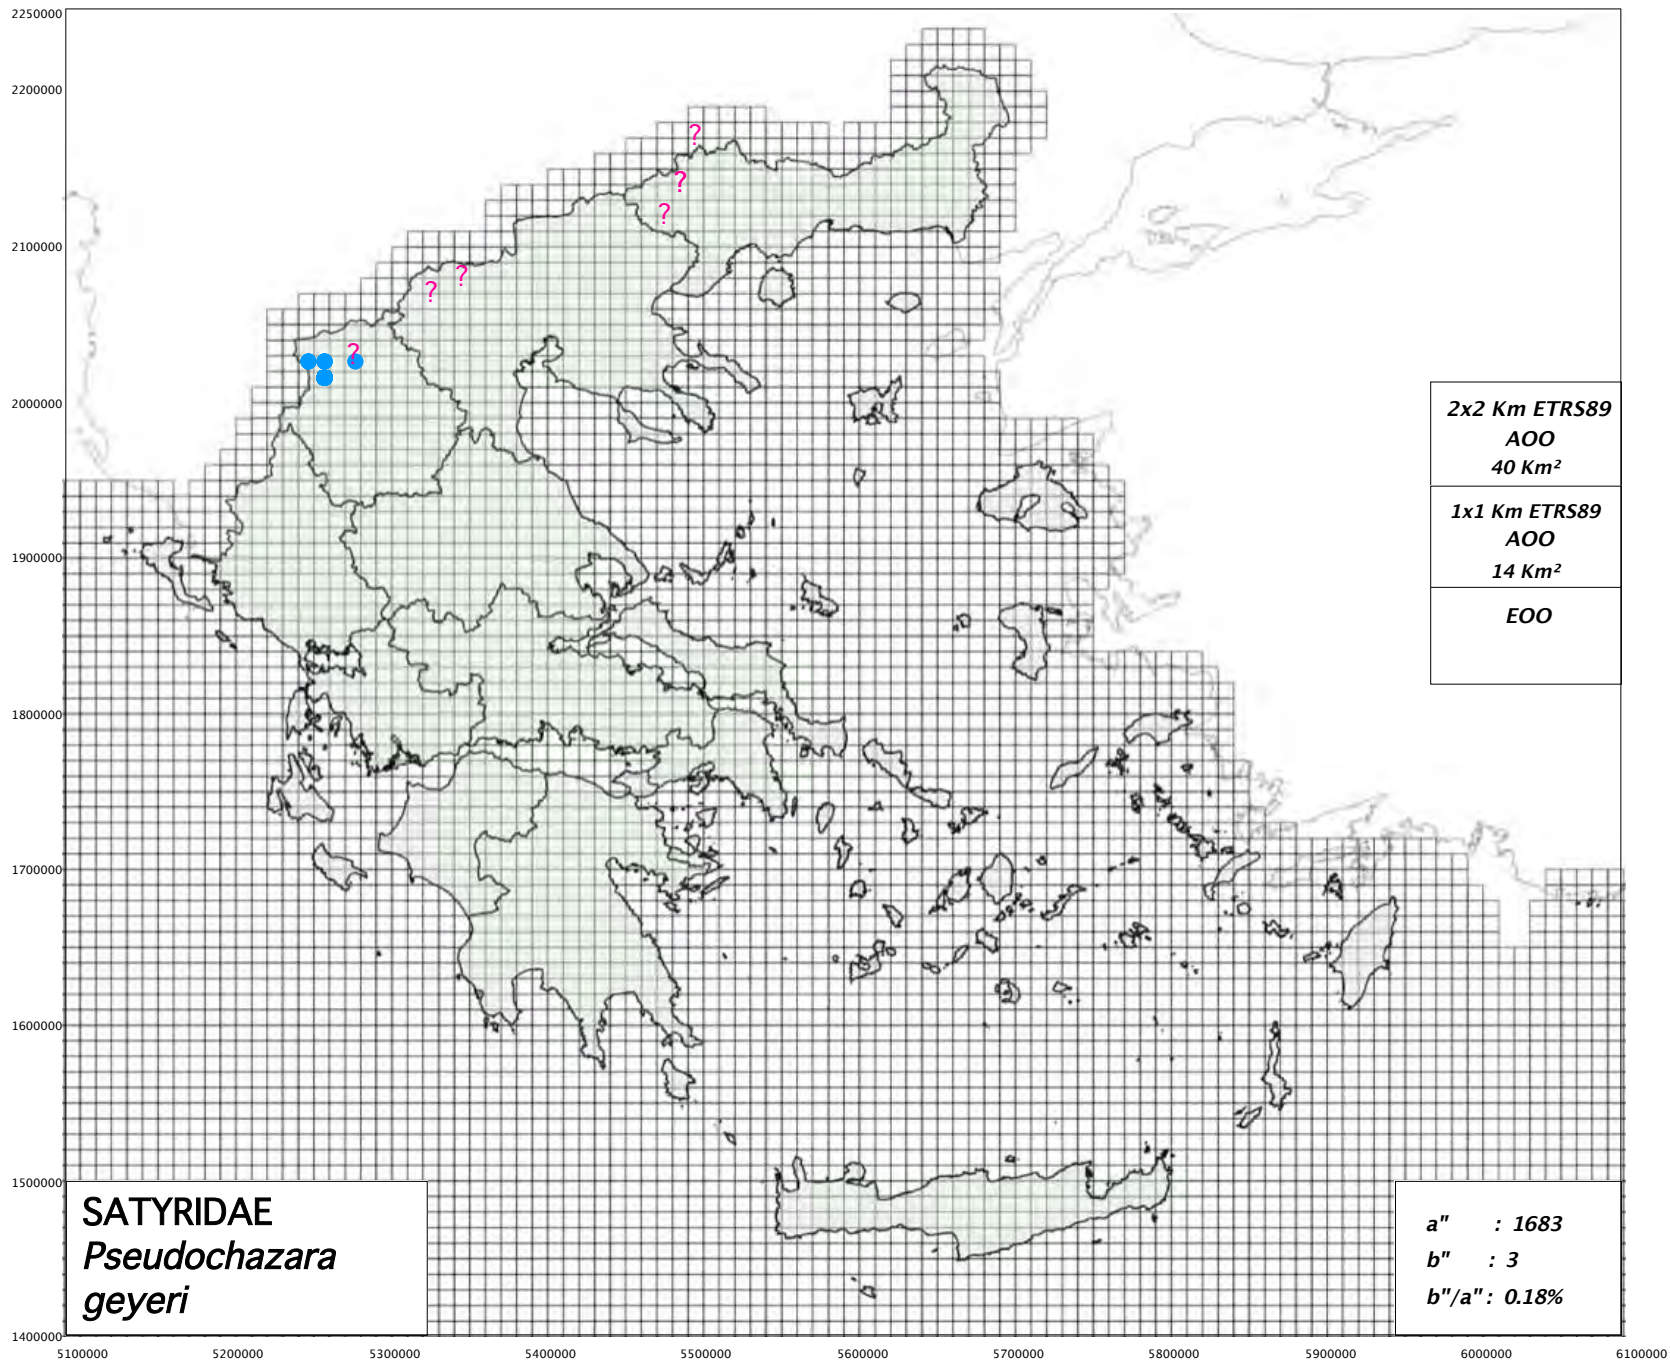 2250000
2200000
2100000
2000000
1900000
1800000
1700000
1600000
1500000
1400000
?
?
?
?
?
?
2x2 Km ETRS89
AOO
40 Km²
1x1 Km ETRS89
AOO
14 Km²
EOO
SATYRIDAE
Pseudochazara
geyeri
a" : 1683
b" : 3
b"/a" : 0.18%
5100000 5200000 5300000 5400000 5500000 5600000 5700000 5800000 5900000 6000000 6100000